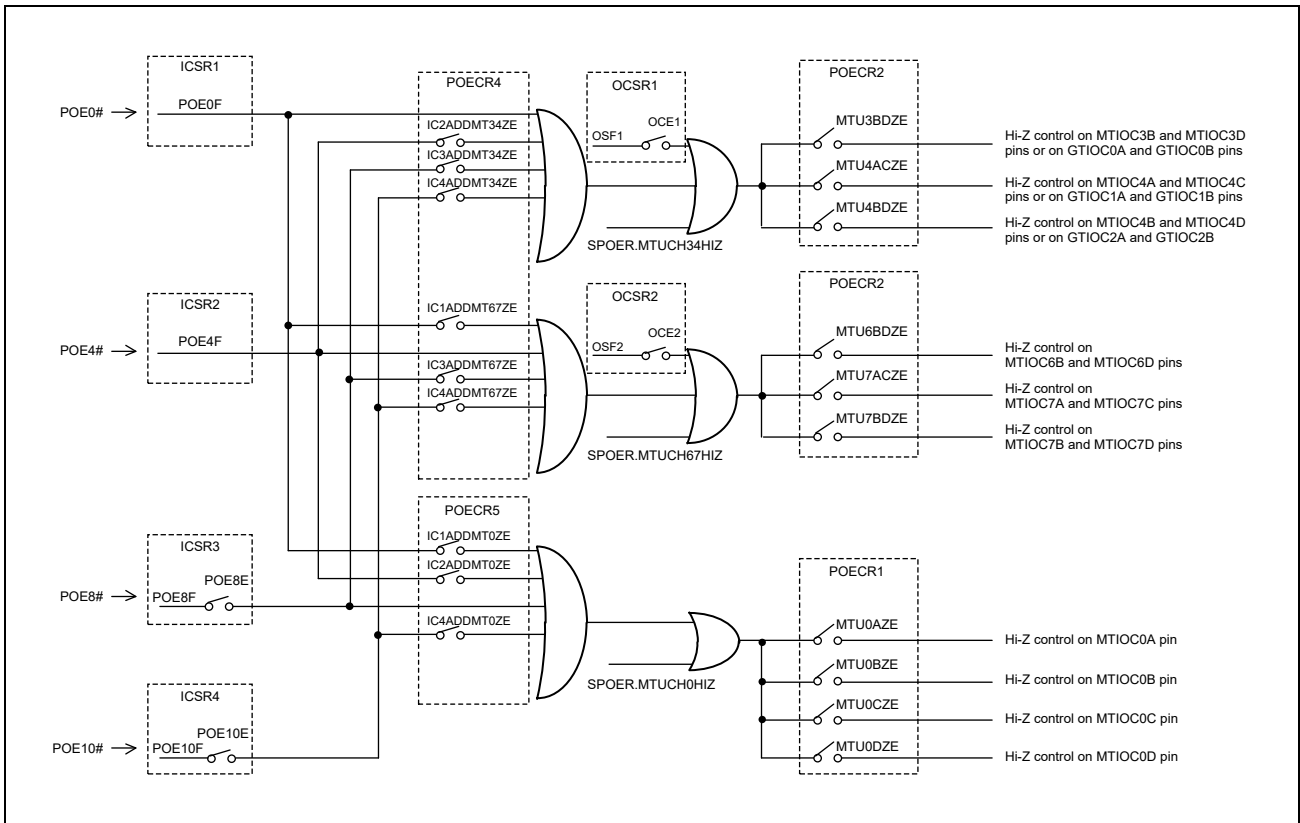 ICSR1
POE0#
POE0F
POECR4
IC2ADDMT34ZE
IC3ADDMT34ZE
IC4ADDMT34ZE
OCSR1
OSF1
OCE1
SPOER.MTUCH34HIZ
POECR2
MTU3BDZE
MTU4ACZE
MTU4BDZE
Hi-Z control on MTIOC3B and MTIOC3D
pins or on GTIOC0A and GTIOC0B pins
Hi-Z control on MTIOC4A and MTIOC4C
pins or on GTIOC1A and GTIOC1B pins
Hi-Z control on MTIOC4B and MTIOC4D
pins or on GTIOC2A and GTIOC2B
ICSR2
POE4#
POE4F
IC1ADDMT67ZE
IC3ADDMT67ZE
IC4ADDMT67ZE
OCSR2
OSF2
OCE2
SPOER.MTUCH67HIZ
POECR2
MTU6BDZE
MTU7ACZE
MTU7BDZE
Hi-Z control on
MTIOC6B and MTIOC6D pins
Hi-Z control on
MTIOC7A and MTIOC7C pins
Hi-Z control on
MTIOC7B and MTIOC7D pins
ICSR3
POE8#
POE8F
POE8E
POECR5
IC1ADDMT0ZE
IC2ADDMT0ZE
IC4ADDMT0ZE
SPOER.MTUCH0HIZ
ICSR4
POE10#
POE10F
POE10E
POECR1
MTU0AZE
MTU0BZE
MTU0CZE
MTU0DZE
Hi-Z control on MTIOC0A pin
Hi-Z control on MTIOC0B pin
Hi-Z control on MTIOC0C pin
Hi-Z control on MTIOC0D pin